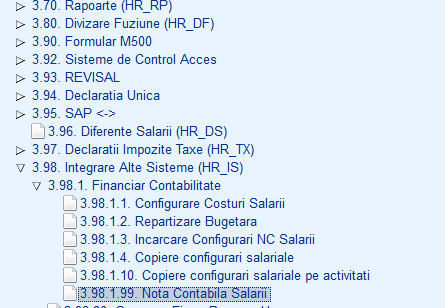 3.70. Rapoarte (HR_RP)
3.80. Divizare Fuziune (HR_DF)
3.90. Formular M500
3.92. Sisteme de Control Acces
3.93. REVISAL
3.94. Declaratia Unica
3.95. SAP <->
3.96. Diferente Salarii (HR_DS)
3.97. Declaratii Impozite Taxe (HR_TX)
3.98. Integrare Alte Sisteme (HR_IS)
3.98.1. Financiar Contabilitate
3.98.1.1. Configurare Costuri Salarii
3.98.1.2. Repartizare Bugetara
3.98.1.3. Incarcare Configurari NC Salarii
3.98.1.4. Copiere configurari salariale
3.98.1.10. Copiere configurari salariale pe activitati
3.98.1.99. Nota Contabila Salarii